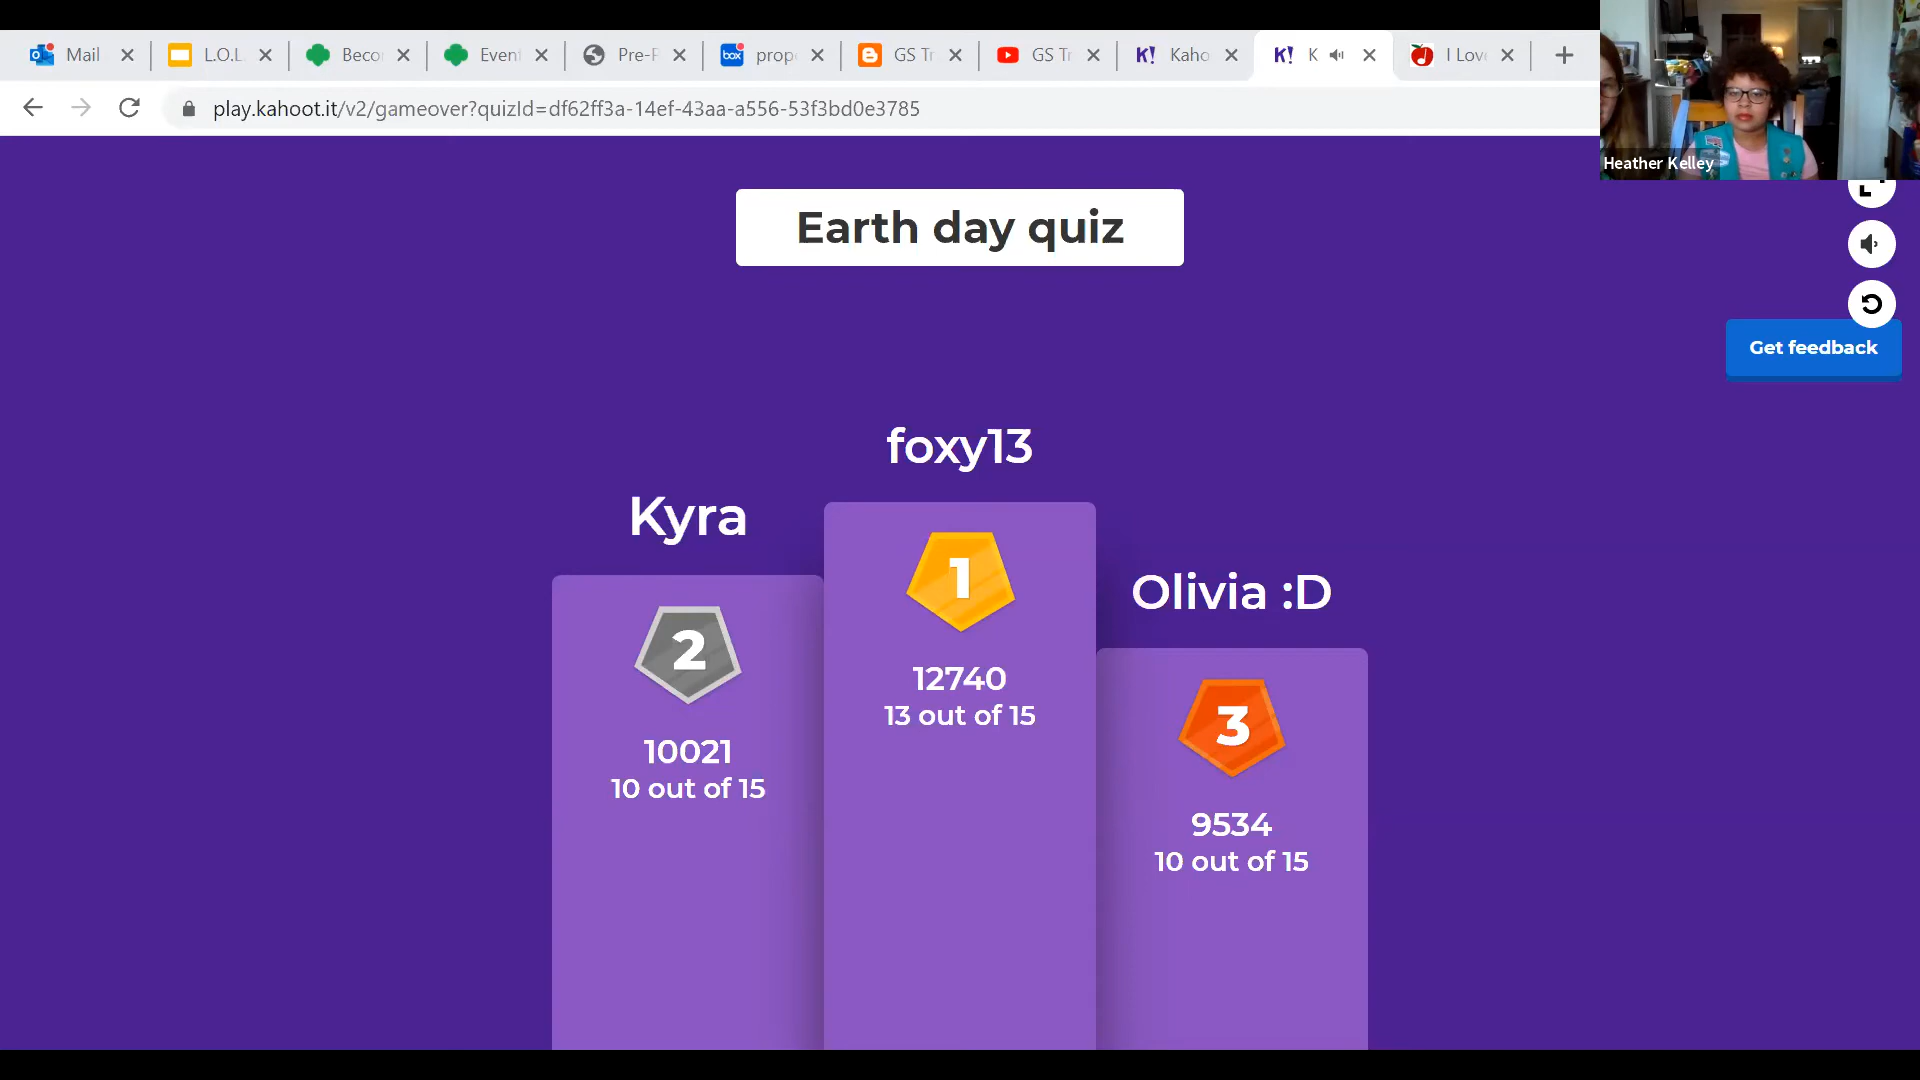 Mail
L.O.L
Beco
Even
Pre-F
box
prop
GS Tr
GS Tr
K!
Kaho
K!
K
I Lov
play.kahoot.it/v2/gameover?quizId=df62ff3a-14ef-43aa-a556-53f3bd0e3785
Heather Kelley
Earth day quiz
Get feedback
foxy13
Kyra
Olivia :D
1
2
3
12740
13 out of 15
10021
10 out of 15
9534
10 out of 15